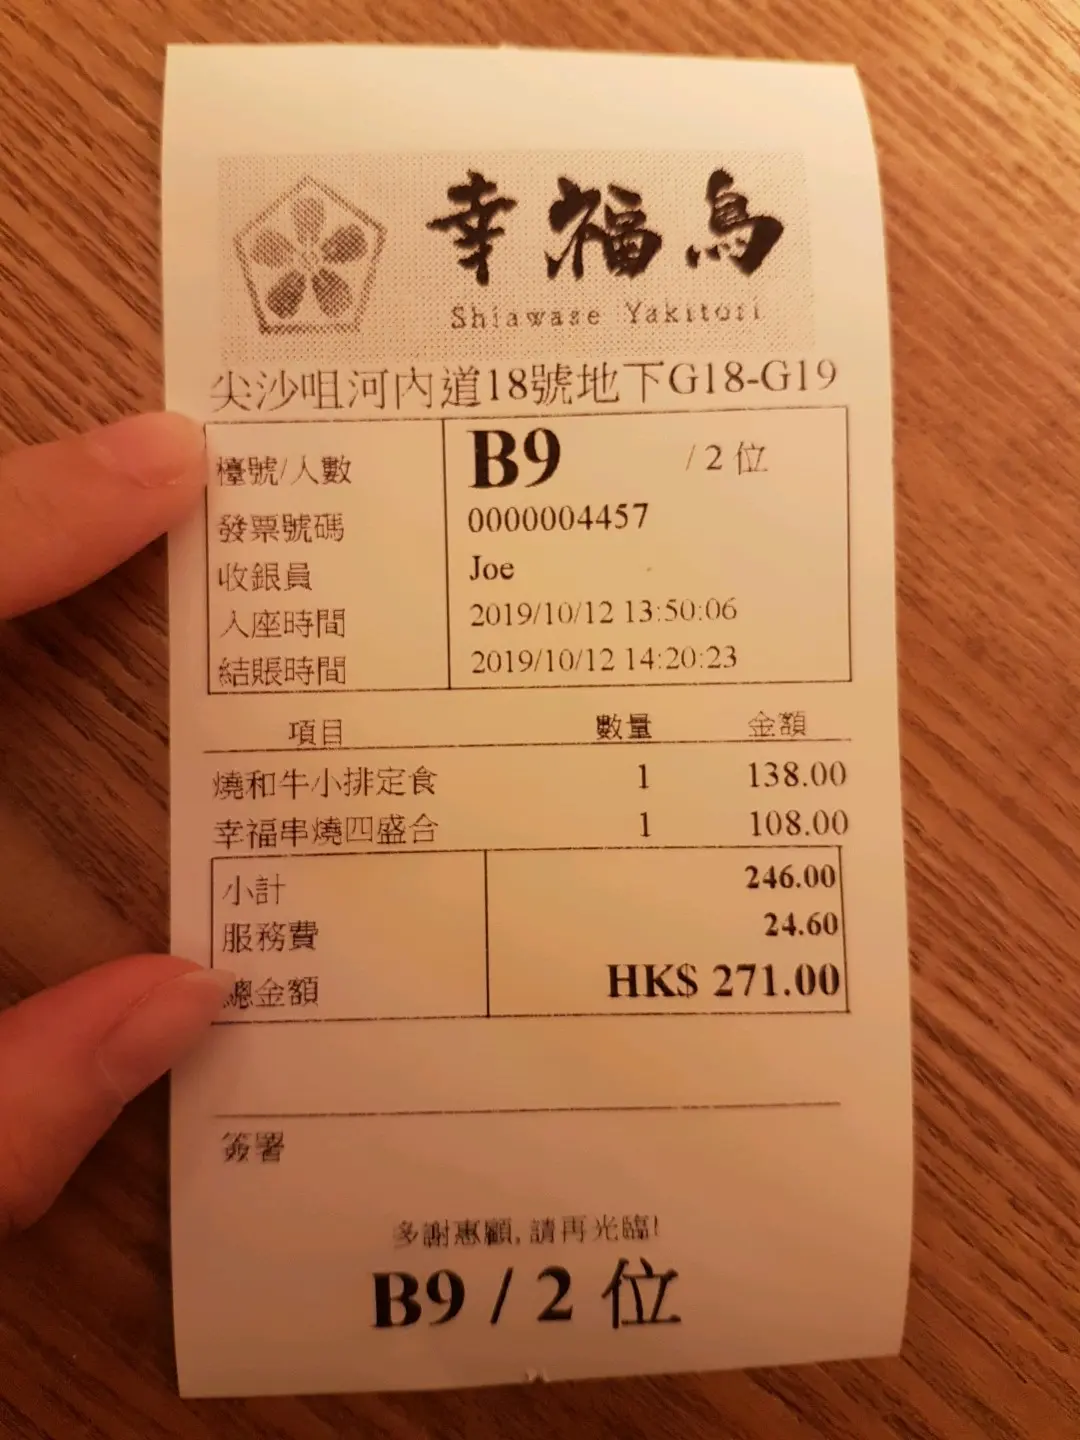 幸福鳥
Shiawase Yakitori
尖沙咀河內道18號地下G18-G19
檯號/人數 B9 / 2 位
發票號碼 0000004457
收銀員 Joe
入座時間 2019/10/12 13:50:06
結賬時間 2019/10/12 14:20:23
項目 數量 金額
燒和牛小排定食 1 138.00
幸福串燒四盛合 1 108.00
小計 246.00
服務費 24.60
總金額 HK$ 271.00
簽署
多謝惠顧, 請再光臨!
B9 / 2 位